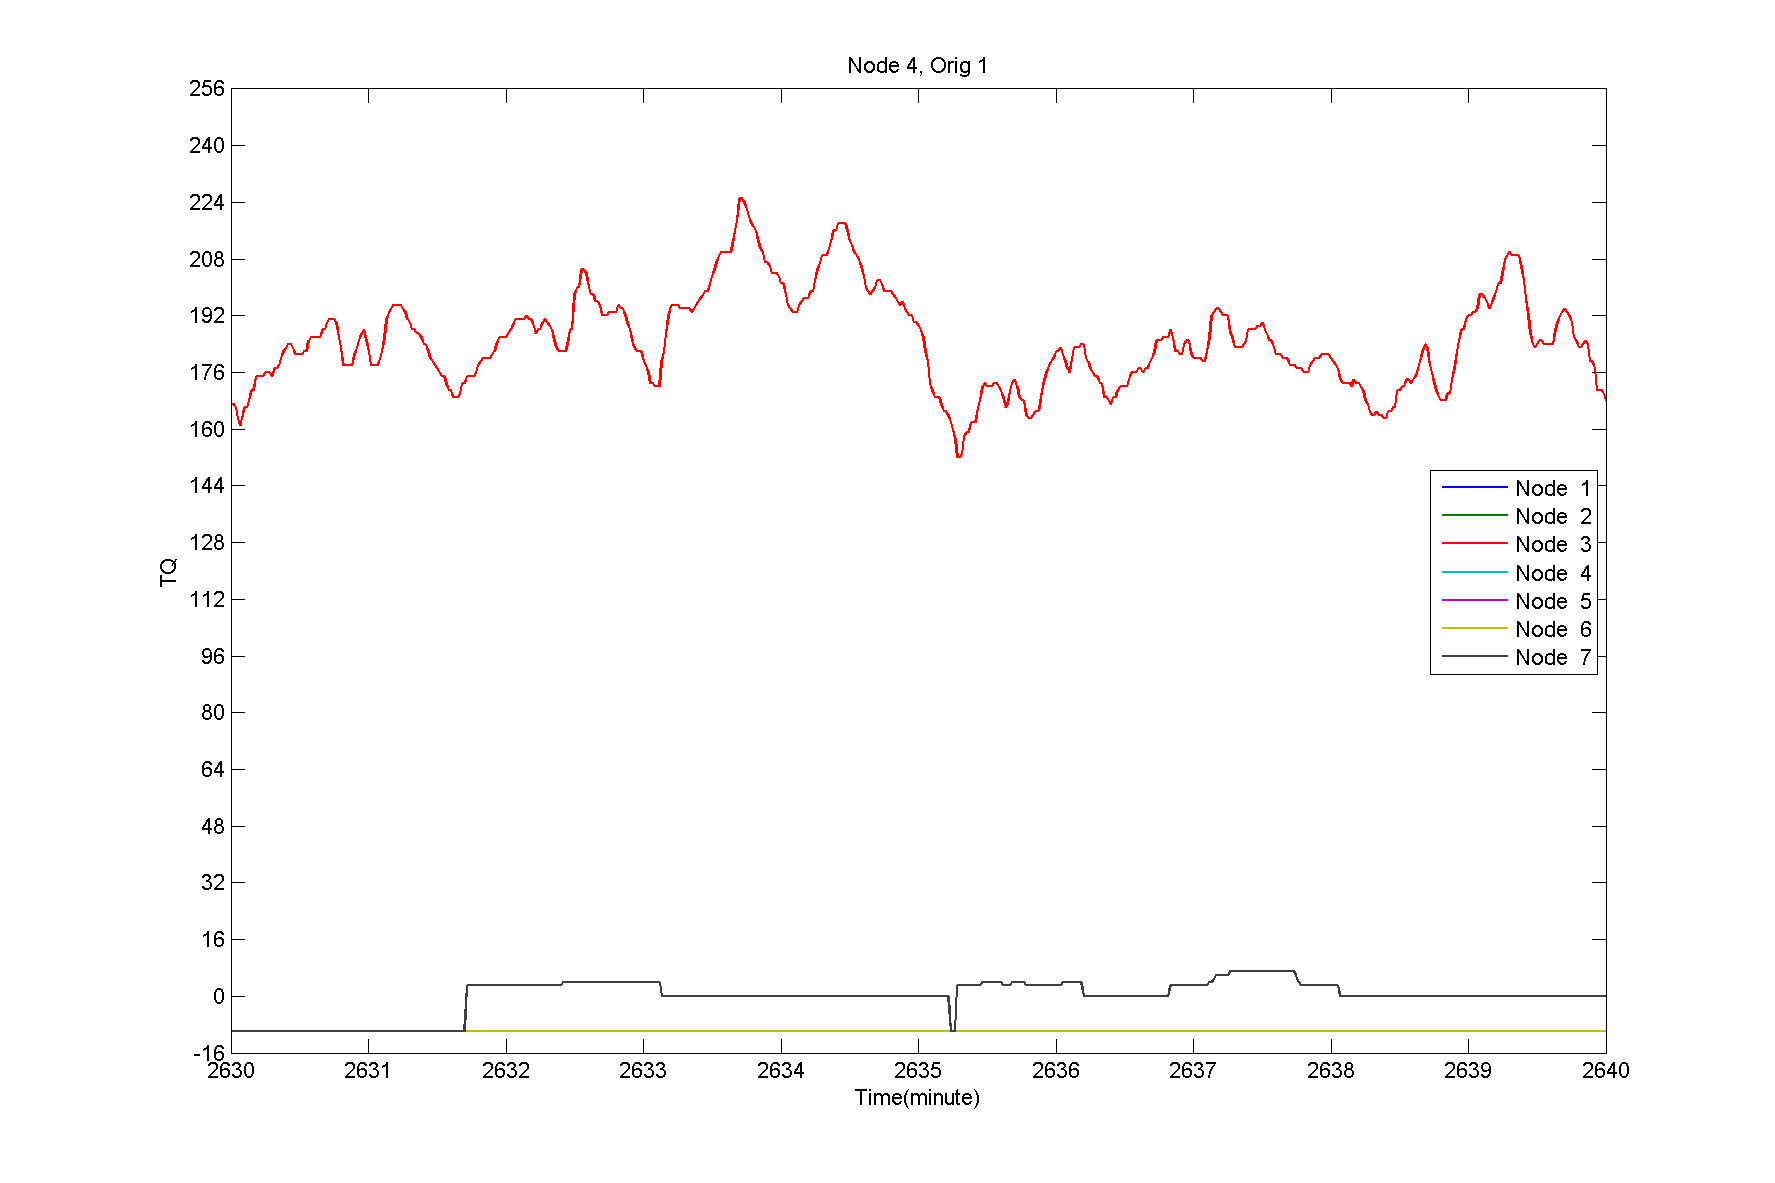 Node 4, Orig 1
256
240
224
208
192
176
160
144
128
112
96
80
64
48
32
16
0
-16
TQ
Node 1
Node 2
Node 3
Node 4
Node 5
Node 6
Node 7
2630 2631 2632 2633 2634 2635 2636 2637 2638 2639 2640
Time(minute)